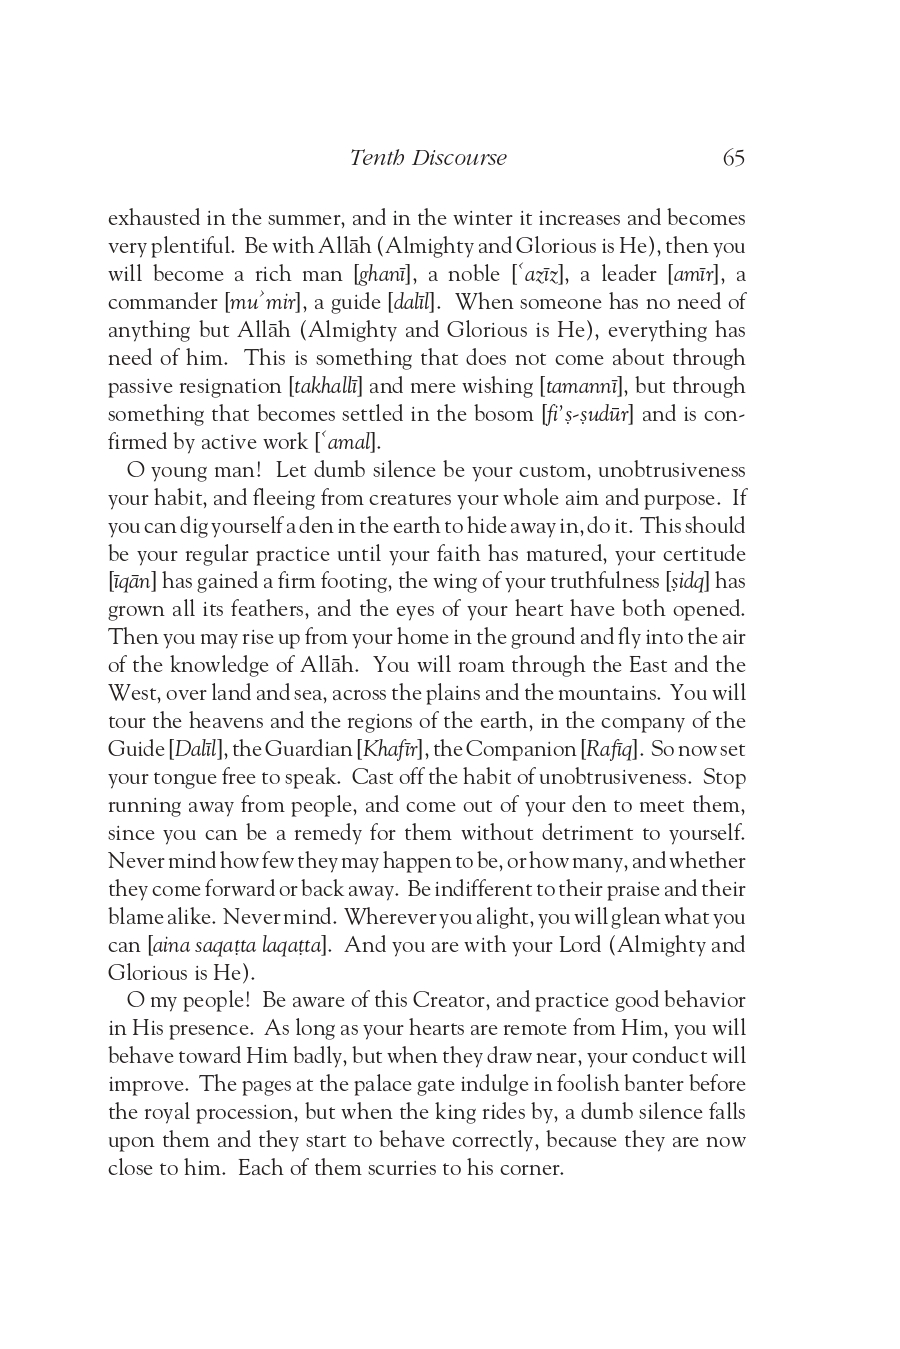 Tenth Discourse 65
exhausted in the summer, and in the winter it increases and becomes
very plentiful. Be with Allāh (Almighty and Glorious is He), then you
will become a rich man [ghanī], a noble [ʿazīz], a leader [amīr], a
commander [muʾmir], a guide [dalīl]. When someone has no need of
anything but Allāh (Almighty and Glorious is He), everything has
need of him. This is something that does not come about through
passive resignation [takhallī] and mere wishing [tamannī], but through
something that becomes settled in the bosom [fi’ṣ-ṣudūr] and is con-
firmed by active work [ʿamal].
O young man! Let dumb silence be your custom, unobtrusiveness
your habit, and fleeing from creatures your whole aim and purpose. If
you can dig yourself a den in the earth to hide away in, do it. This should
be your regular practice until your faith has matured, your certitude
[īqān] has gained a firm footing, the wing of your truthfulness [ṣidq] has
grown all its feathers, and the eyes of your heart have both opened.
Then you may rise up from your home in the ground and fly into the air
of the knowledge of Allāh. You will roam through the East and the
West, over land and sea, across the plains and the mountains. You will
tour the heavens and the regions of the earth, in the company of the
Guide [Dalīl], the Guardian [Khafīr], the Companion [Rafīq]. So now set
your tongue free to speak. Cast off the habit of unobtrusiveness. Stop
running away from people, and come out of your den to meet them,
since you can be a remedy for them without detriment to yourself.
Never mind how few they may happen to be, or how many, and whether
they come forward or back away. Be indifferent to their praise and their
blame alike. Never mind. Wherever you alight, you will glean what you
can [aina saqaṭta laqaṭta]. And you are with your Lord (Almighty and
Glorious is He).
O my people! Be aware of this Creator, and practice good behavior
in His presence. As long as your hearts are remote from Him, you will
behave toward Him badly, but when they draw near, your conduct will
improve. The pages at the palace gate indulge in foolish banter before
the royal procession, but when the king rides by, a dumb silence falls
upon them and they start to behave correctly, because they are now
close to him. Each of them scurries to his corner.